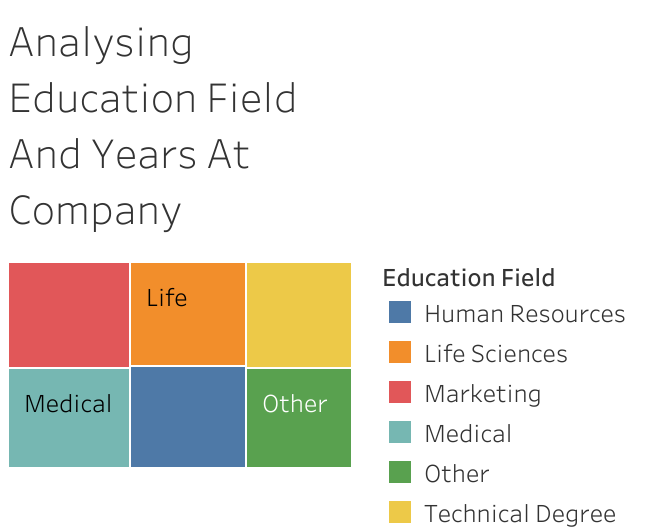 Analysing
Education Field
And Years At
Company
Life
Medical
Other
Education Field
Human Resources
Life Sciences
Marketing
Medical
Other
Technical Degree